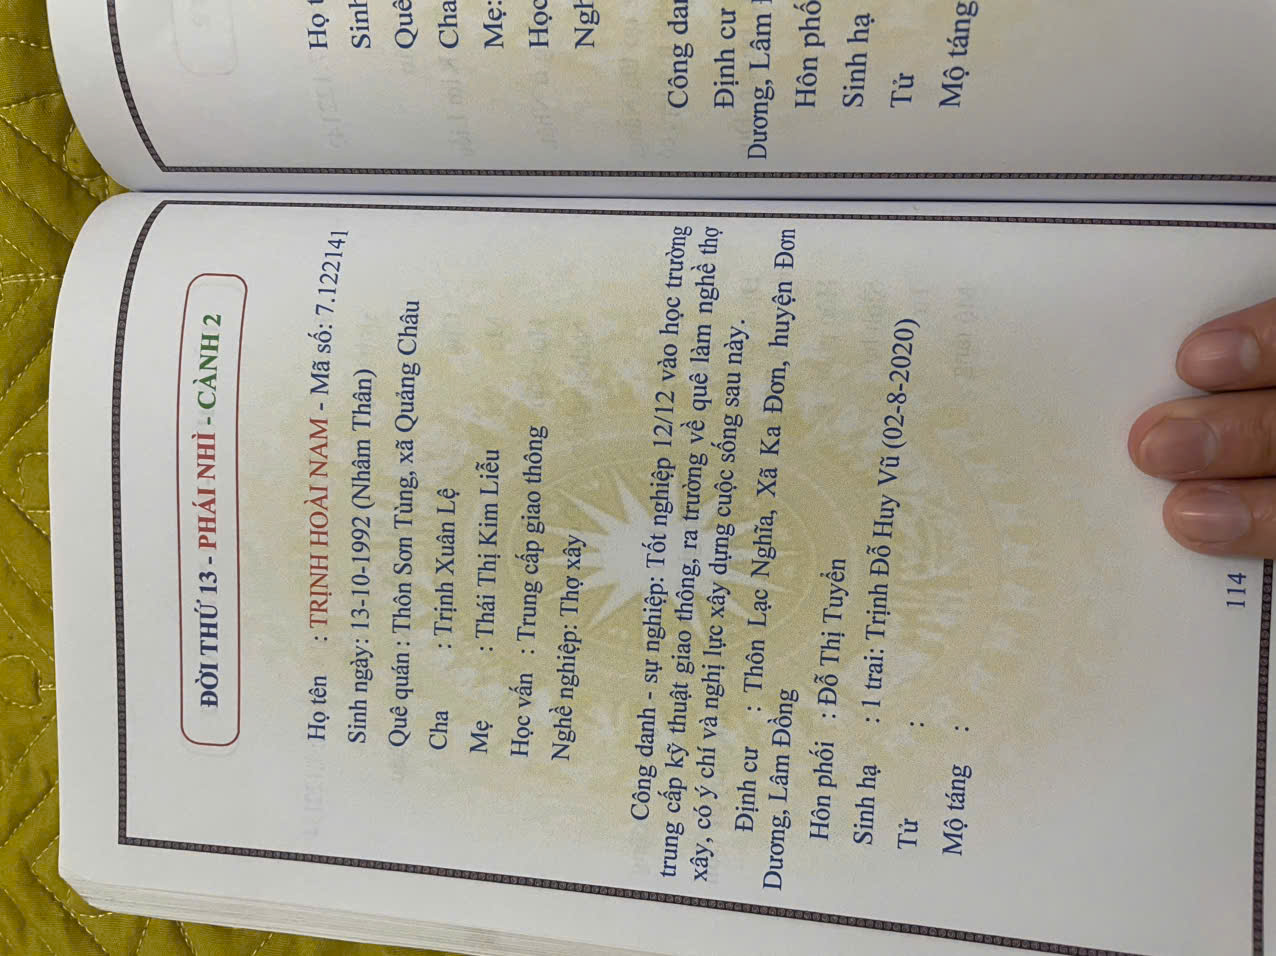 ĐỜI THỨ 13 - PHÁI NHÌ - CÀNH 2
Họ tên : TRỊNH HOÀI NAM - Mã số: 7.122141
Sinh ngày: 13-10-1992 (Nhâm Thân)
Quê quán : Thôn Sơn Tùng, xã Quảng Châu
Cha : Trịnh Xuân Lệ
Mẹ : Thái Thị Kim Liễu
Học vấn : Trung cấp giao thông
Nghề nghiệp: Thợ xây
Công danh - sự nghiệp: Tốt nghiệp 12/12 vào học trường
trung cấp kỹ thuật giao thông, ra trường về quê làm nghề thợ
xây, có ý chí và nghị lực xây dựng cuộc sống sau này.
Định cư : Thôn Lạc Nghĩa, Xã Ka Đơn, huyện Đơn
Dương, Lâm Đồng
Hôn phối : Đỗ Thị Tuyền
Sinh hạ : 1 trai: Trịnh Đỗ Huy Vũ (02-8-2020)
Tử :
Mộ táng :
114
Họ
Sinh
Quê
Cha
Mẹ:
Học
Ngh
Công da
Định cư
Dương, Lâm
Hôn phố
Sinh hạ
Tử
Mộ táng